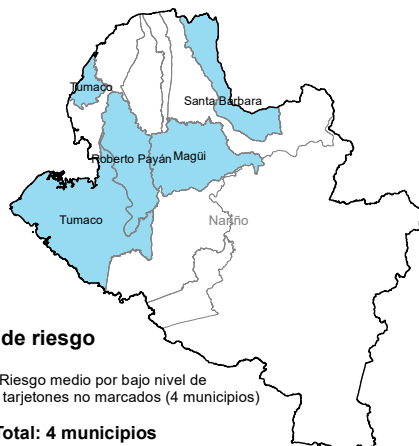 Tumaco
Santa Bárbara
Roberto Payán Magüi
Tumaco
Nariño
de riesgo
Riesgo medio por bajo nivel de
tarjetones no marcados (4 municipios)
Total: 4 municipios